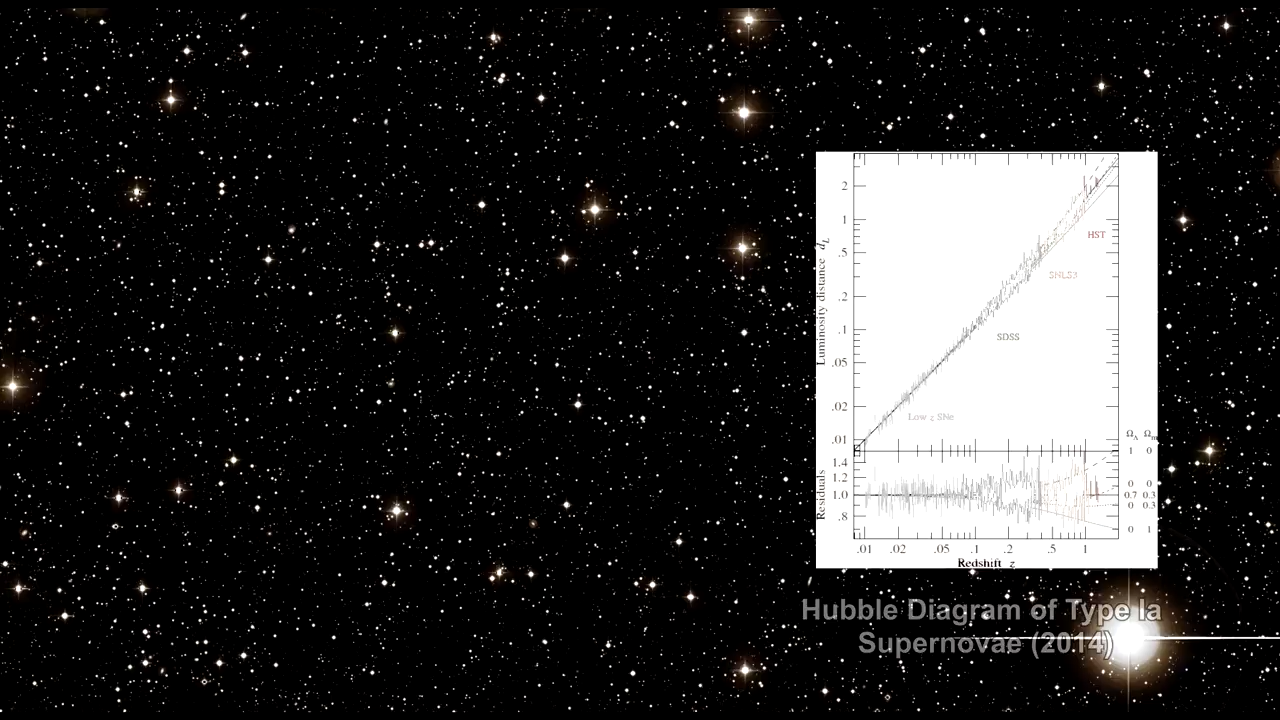 2
1
.5
.2
.1
.05
.02
.01
Luminosity distance d_L
HST
SNLS3
SDSS
Low z SNe
Ω_Λ Ω_m
1 0
0 0
0.7 0.3
0 0.3
0 1
1.4
1.2
1.0
.8
Residuals
.01 .02 .05 .1 .2 .5 1
Redshift z
Hubble Diagram of Type Ia
Supernovae (2014)